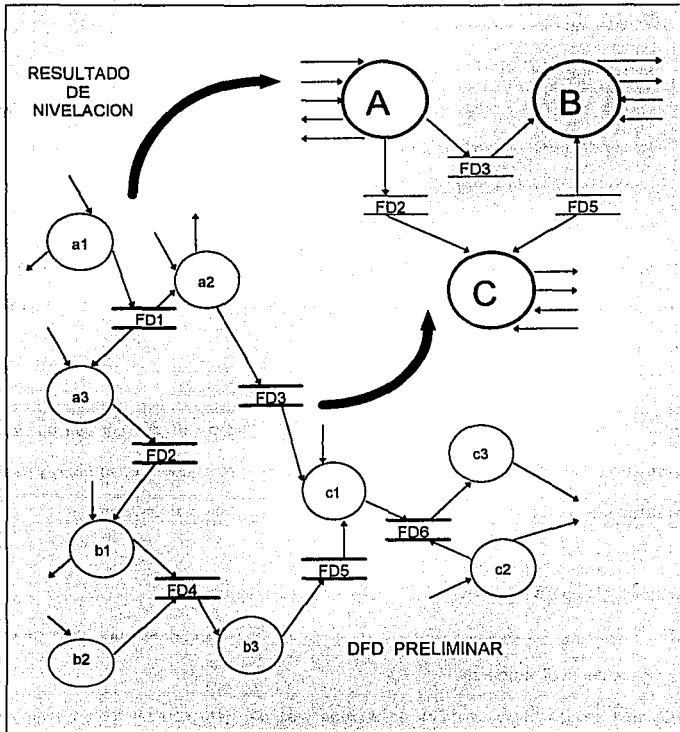 RESULTADO
DE
NIVELACION
A
B
FD3
FD2
FD5
C
a1
a2
FD1
a3
FD3
FD2
c3
c1
b1
FD6
FD5
c2
FD4
b3
b2
DFD PRELIMINAR